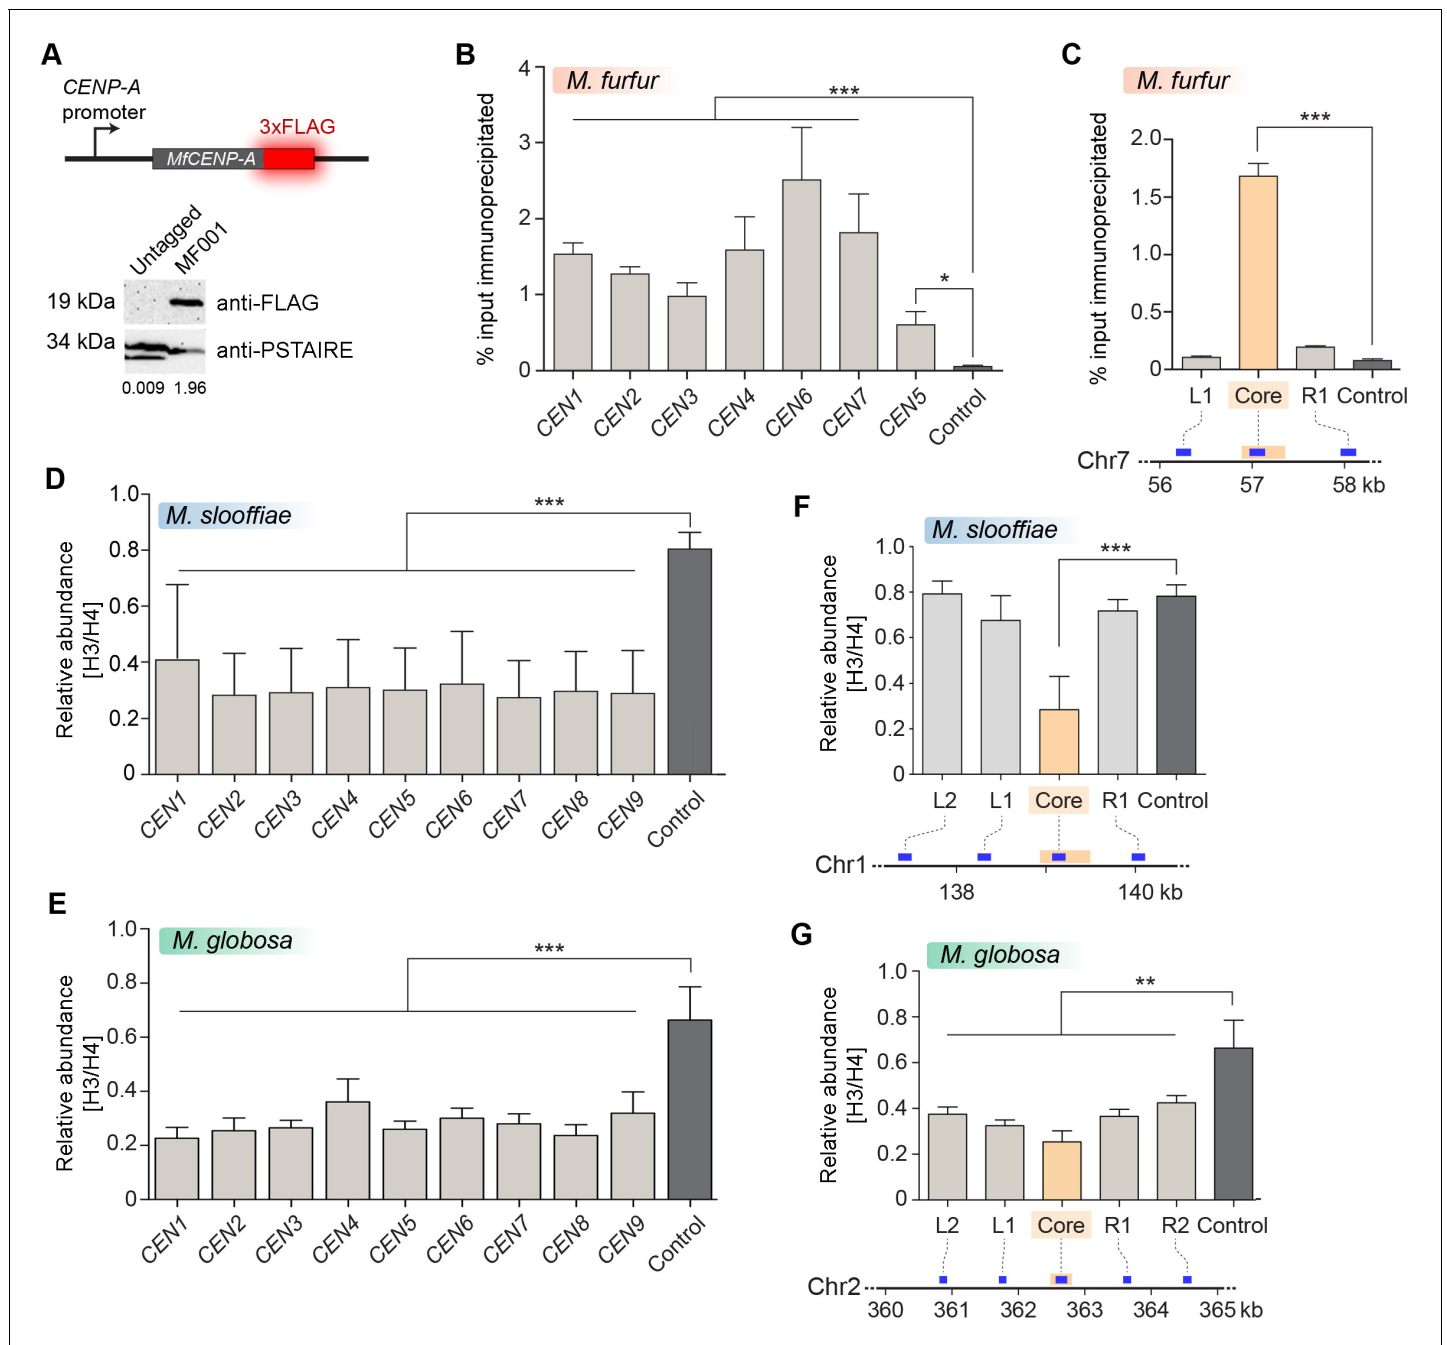 A
CENP-A
promoter
3xFLAG
MfCENP-A
Untagged
MF001
19 kDa
anti-FLAG
34 kDa
anti-PSTAIRE
0.009 1.96
B
M. furfur
% input immunoprecipitated
4
3
2
1
0
***
*
CEN1
CEN2
CEN3
CEN4
CEN6
CEN7
CEN5
Control
C
M. furfur
% input immunoprecipitated
2.0
1.5
1.0
0.5
0
***
L1 Core R1 Control
Chr7
56 57 58 kb
D
M. slooffiae
Relative abundance
[H3/H4]
1.0
0.8
0.6
0.4
0.2
0
***
CEN1
CEN2
CEN3
CEN4
CEN5
CEN6
CEN7
CEN8
CEN9
Control
F
M. slooffiae
Relative abundance
[H3/H4]
1.0
0.8
0.6
0.4
0.2
0
***
L2 L1 Core R1 Control
Chr1
138 140 kb
E
M. globosa
Relative abundance
[H3/H4]
1.0
0.8
0.6
0.4
0.2
0
***
CEN1
CEN2
CEN3
CEN4
CEN5
CEN6
CEN7
CEN8
CEN9
Control
G
M. globosa
Relative abundance
[H3/H4]
1.0
0.8
0.6
0.4
0.2
0
**
L2 L1 Core R1 R2 Control
Chr2
360 361 362 363 364 365 kb